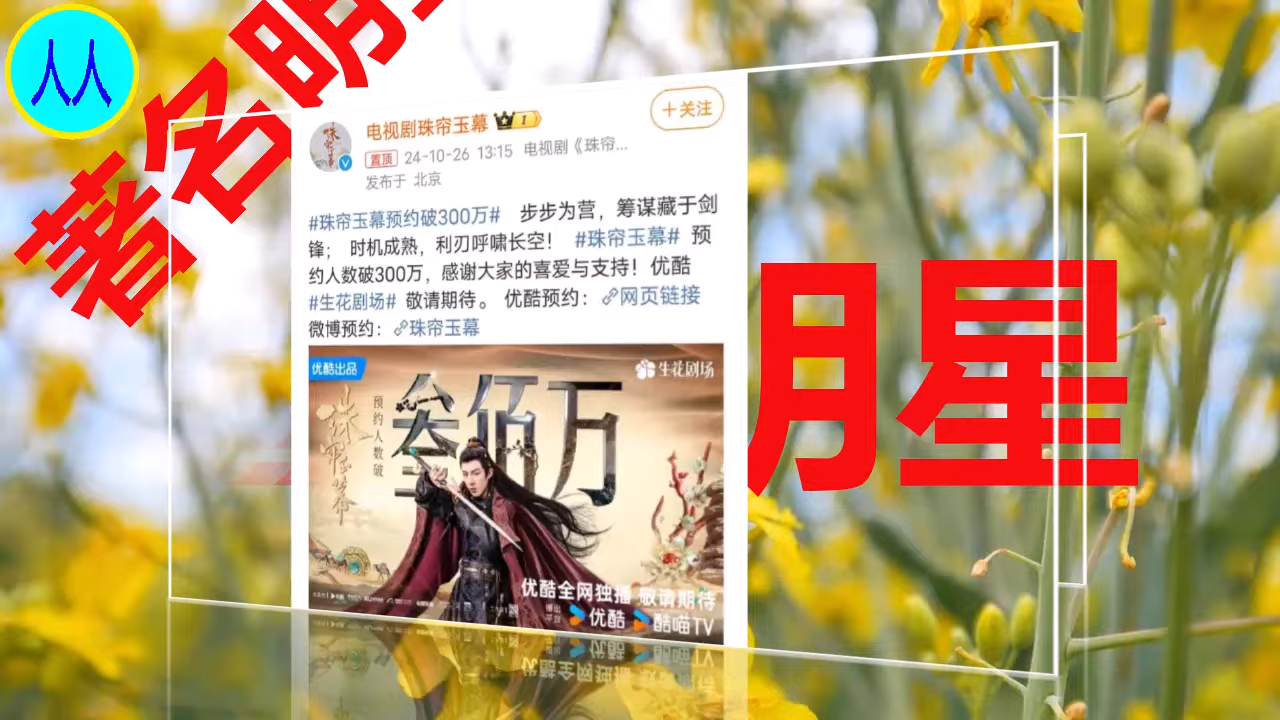 著名明
电视剧珠帘玉幕
1
+关注
置顶 24-10-26 13:15 电视剧《珠帘...
发布于 北京
#珠帘玉幕预约破300万# 步步为营，筹谋藏于剑
锋； 时机成熟，利刃呼啸长空！ #珠帘玉幕# 预
约人数破300万，感谢大家的喜爱与支持！优酷
#生花剧场# 敬请期待。 优酷预约： 网页链接
微博预约： 珠帘玉幕
优酷出品
生花剧场
珠帘玉幕
预约人数破
叁佰万
优酷全网独播 敬请期待
播出平台 优酷 酷喵TV
明星